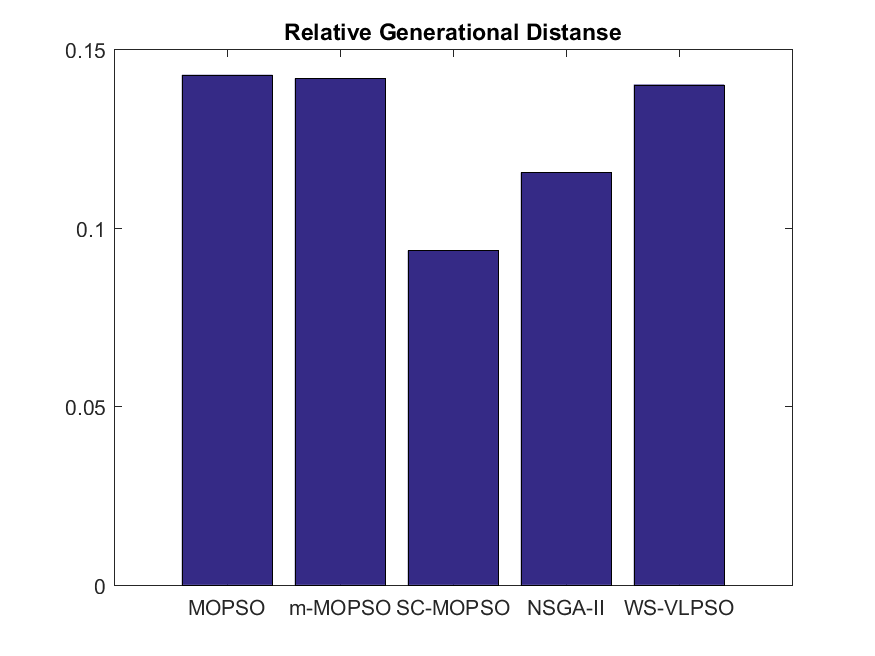 Relative Generational Distanse
0.15
0.1
0.05
0
MOPSO m-MOPSO SC-MOPSO NSGA-II WS-VLPSO